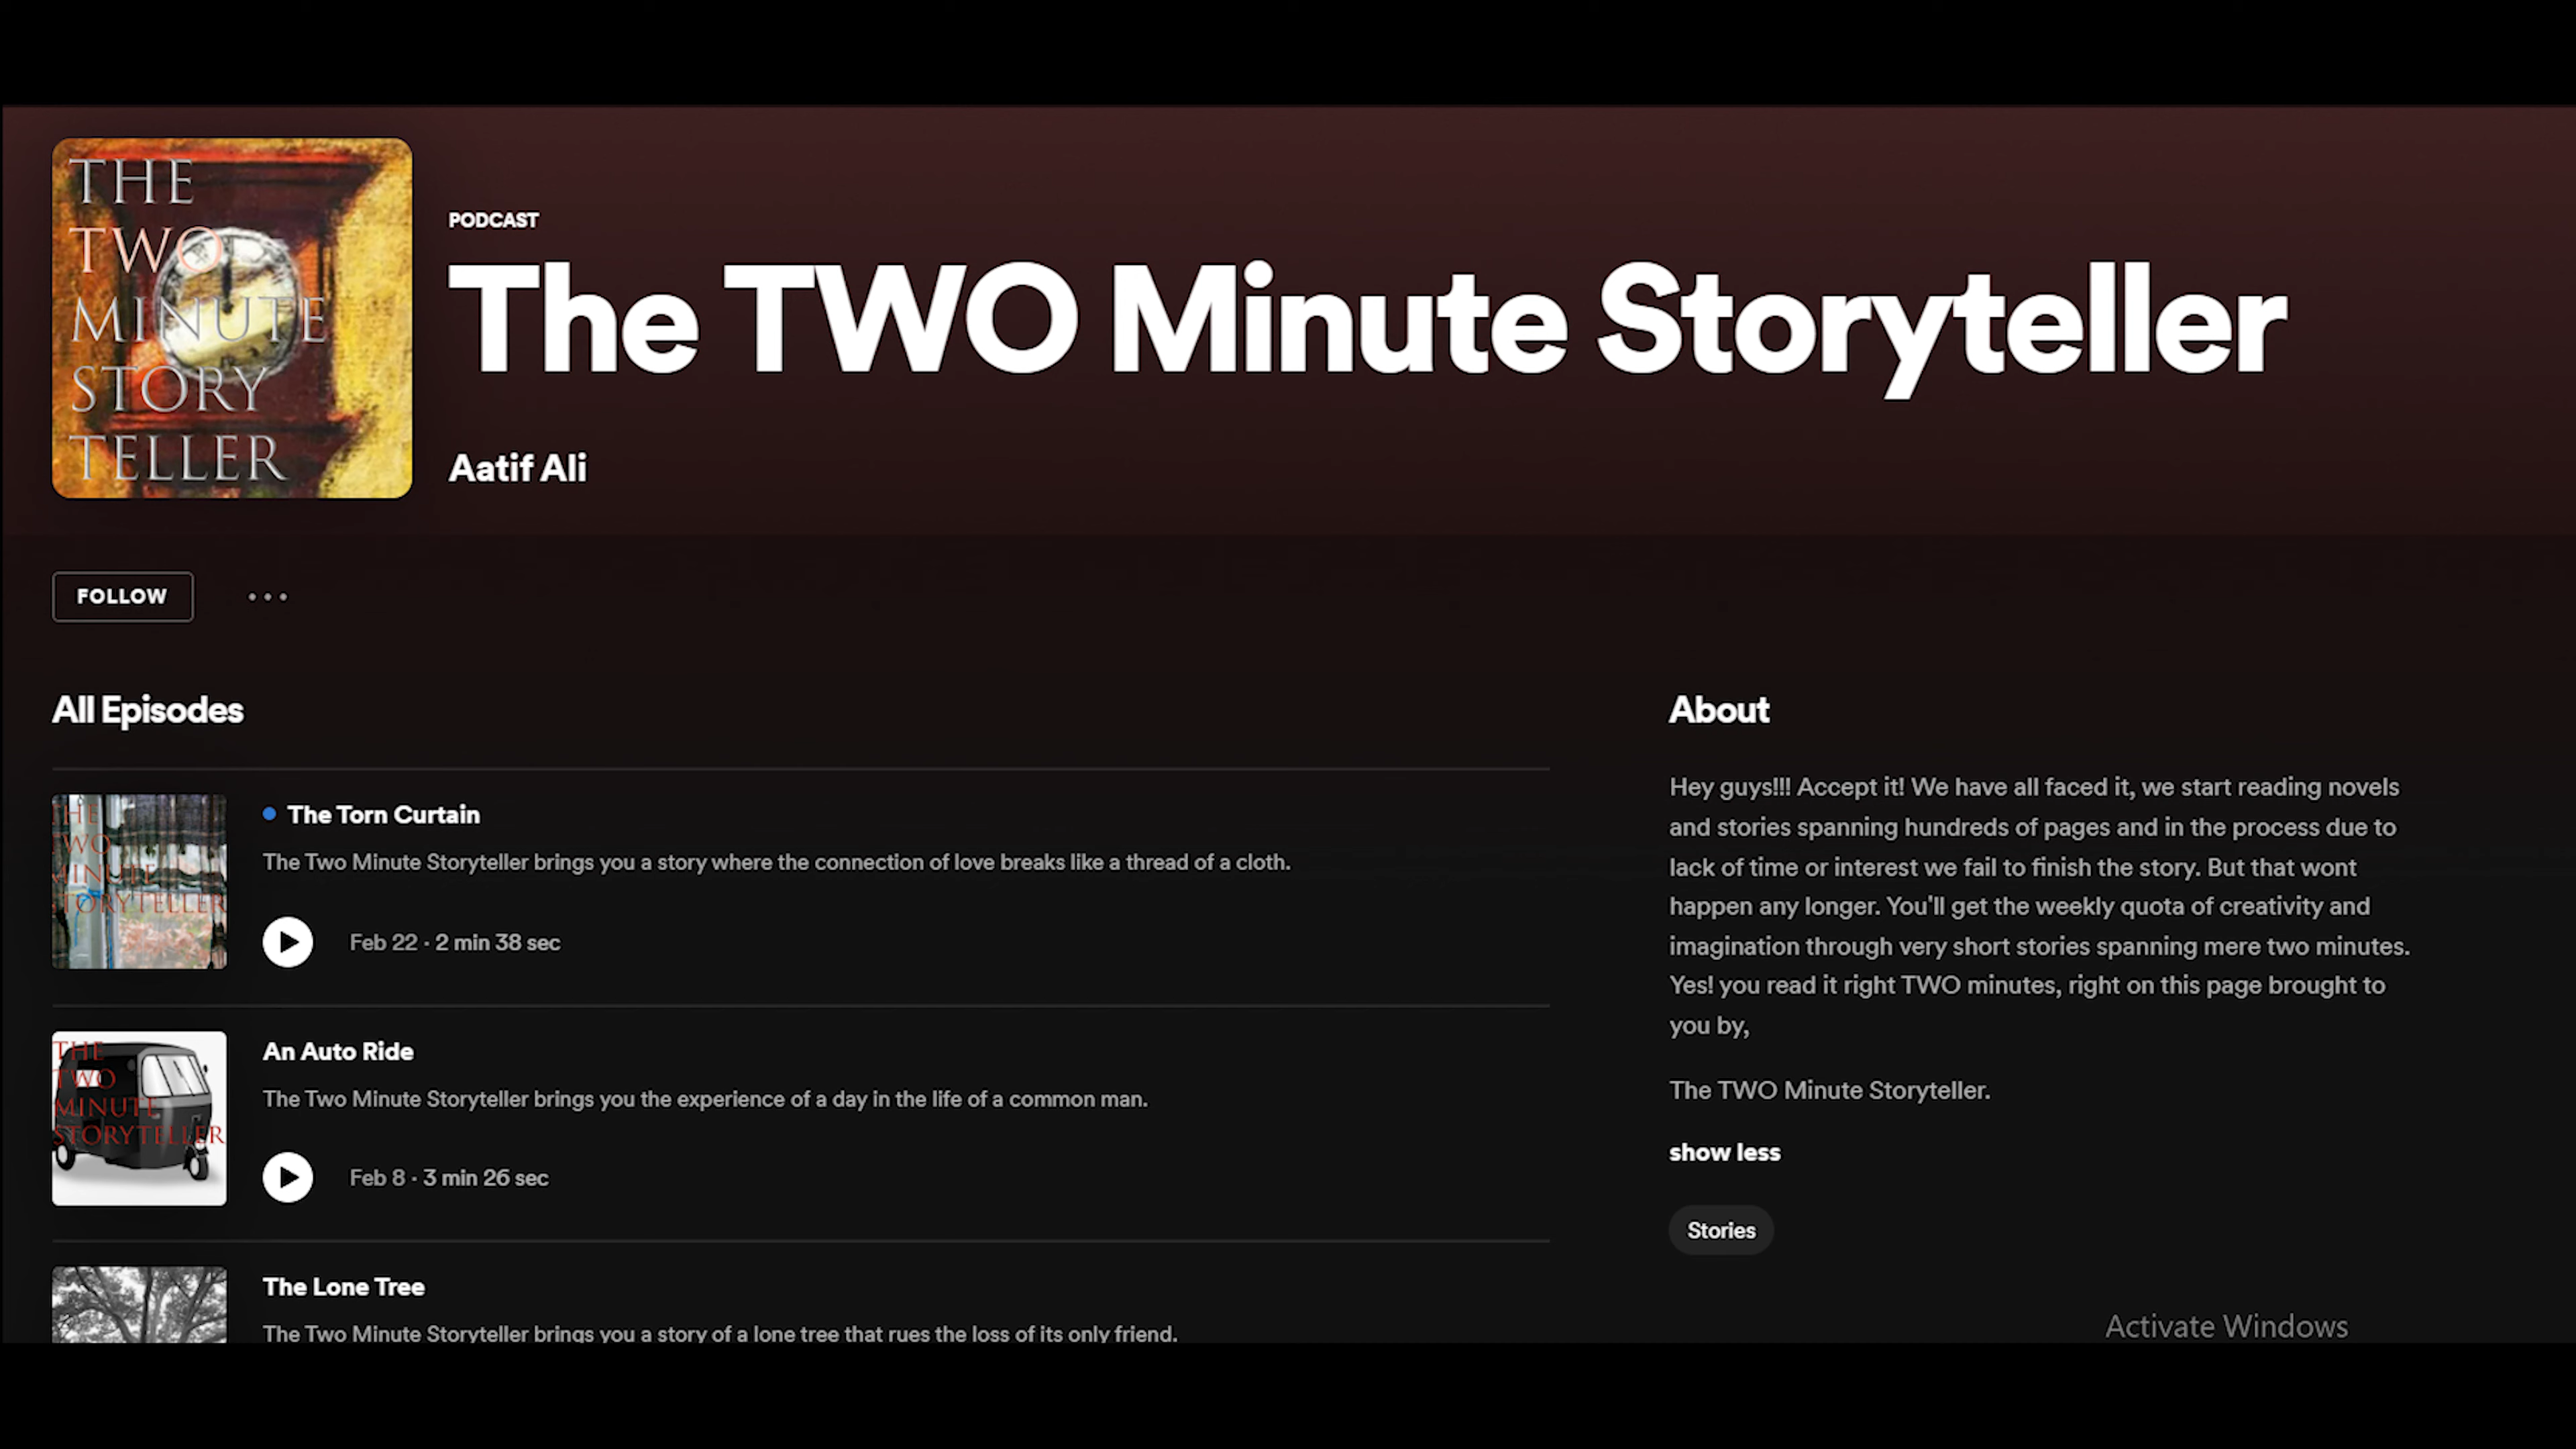 THE
TWO
MINUTE
STORY
TELLER
PODCAST
The TWO Minute Storyteller
Aatif Ali
FOLLOW
All Episodes
THE
TWO
MINUTE
STORYTELLER
The Torn Curtain
The Two Minute Storyteller brings you a story where the connection of love breaks like a thread of a cloth.
Feb 22 · 2 min 38 sec
THE
TWO
MINUTE
STORYTELLER
An Auto Ride
The Two Minute Storyteller brings you the experience of a day in the life of a common man.
Feb 8 · 3 min 26 sec
The Lone Tree
The Two Minute Storyteller brings you a story of a lone tree that rues the loss of its only friend.
About
Hey guys!!! Accept it! We have all faced it, we start reading novels
and stories spanning hundreds of pages and in the process due to
lack of time or interest we fail to finish the story. But that wont
happen any longer. You'll get the weekly quota of creativity and
imagination through very short stories spanning mere two minutes.
Yes! you read it right TWO minutes, right on this page brought to
you by,
The TWO Minute Storyteller.
show less
Stories
Activate Windows